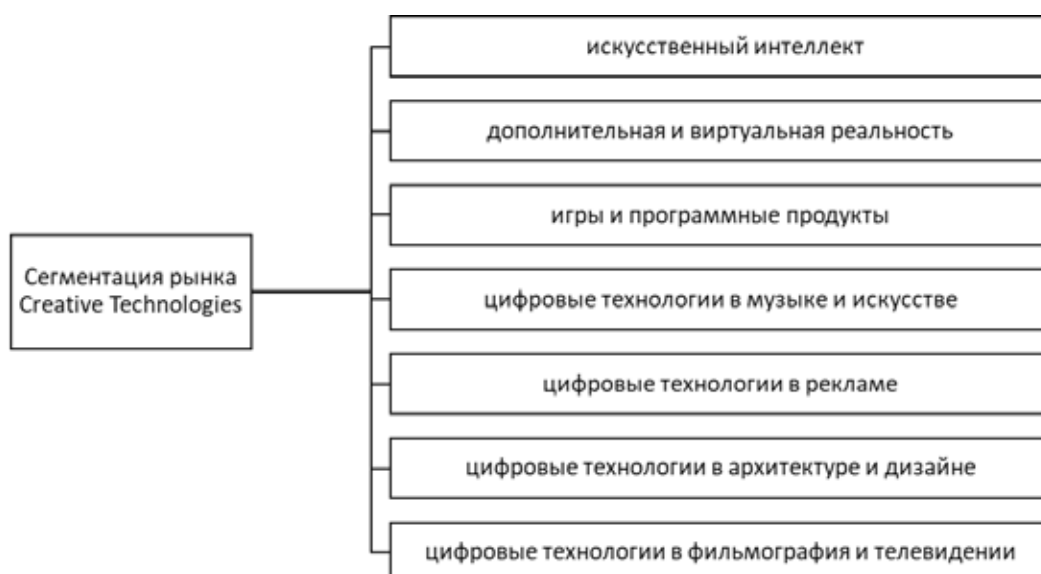 искусственный интеллект
дополнительная и виртуальная реальность
игры и программные продукты
Сегментация рынка
Creative Technologies
цифровые технологии в музыке и искусстве
цифровые технологии в рекламе
цифровые технологии в архитектуре и дизайне
цифровые технологии в фильмография и телевидении